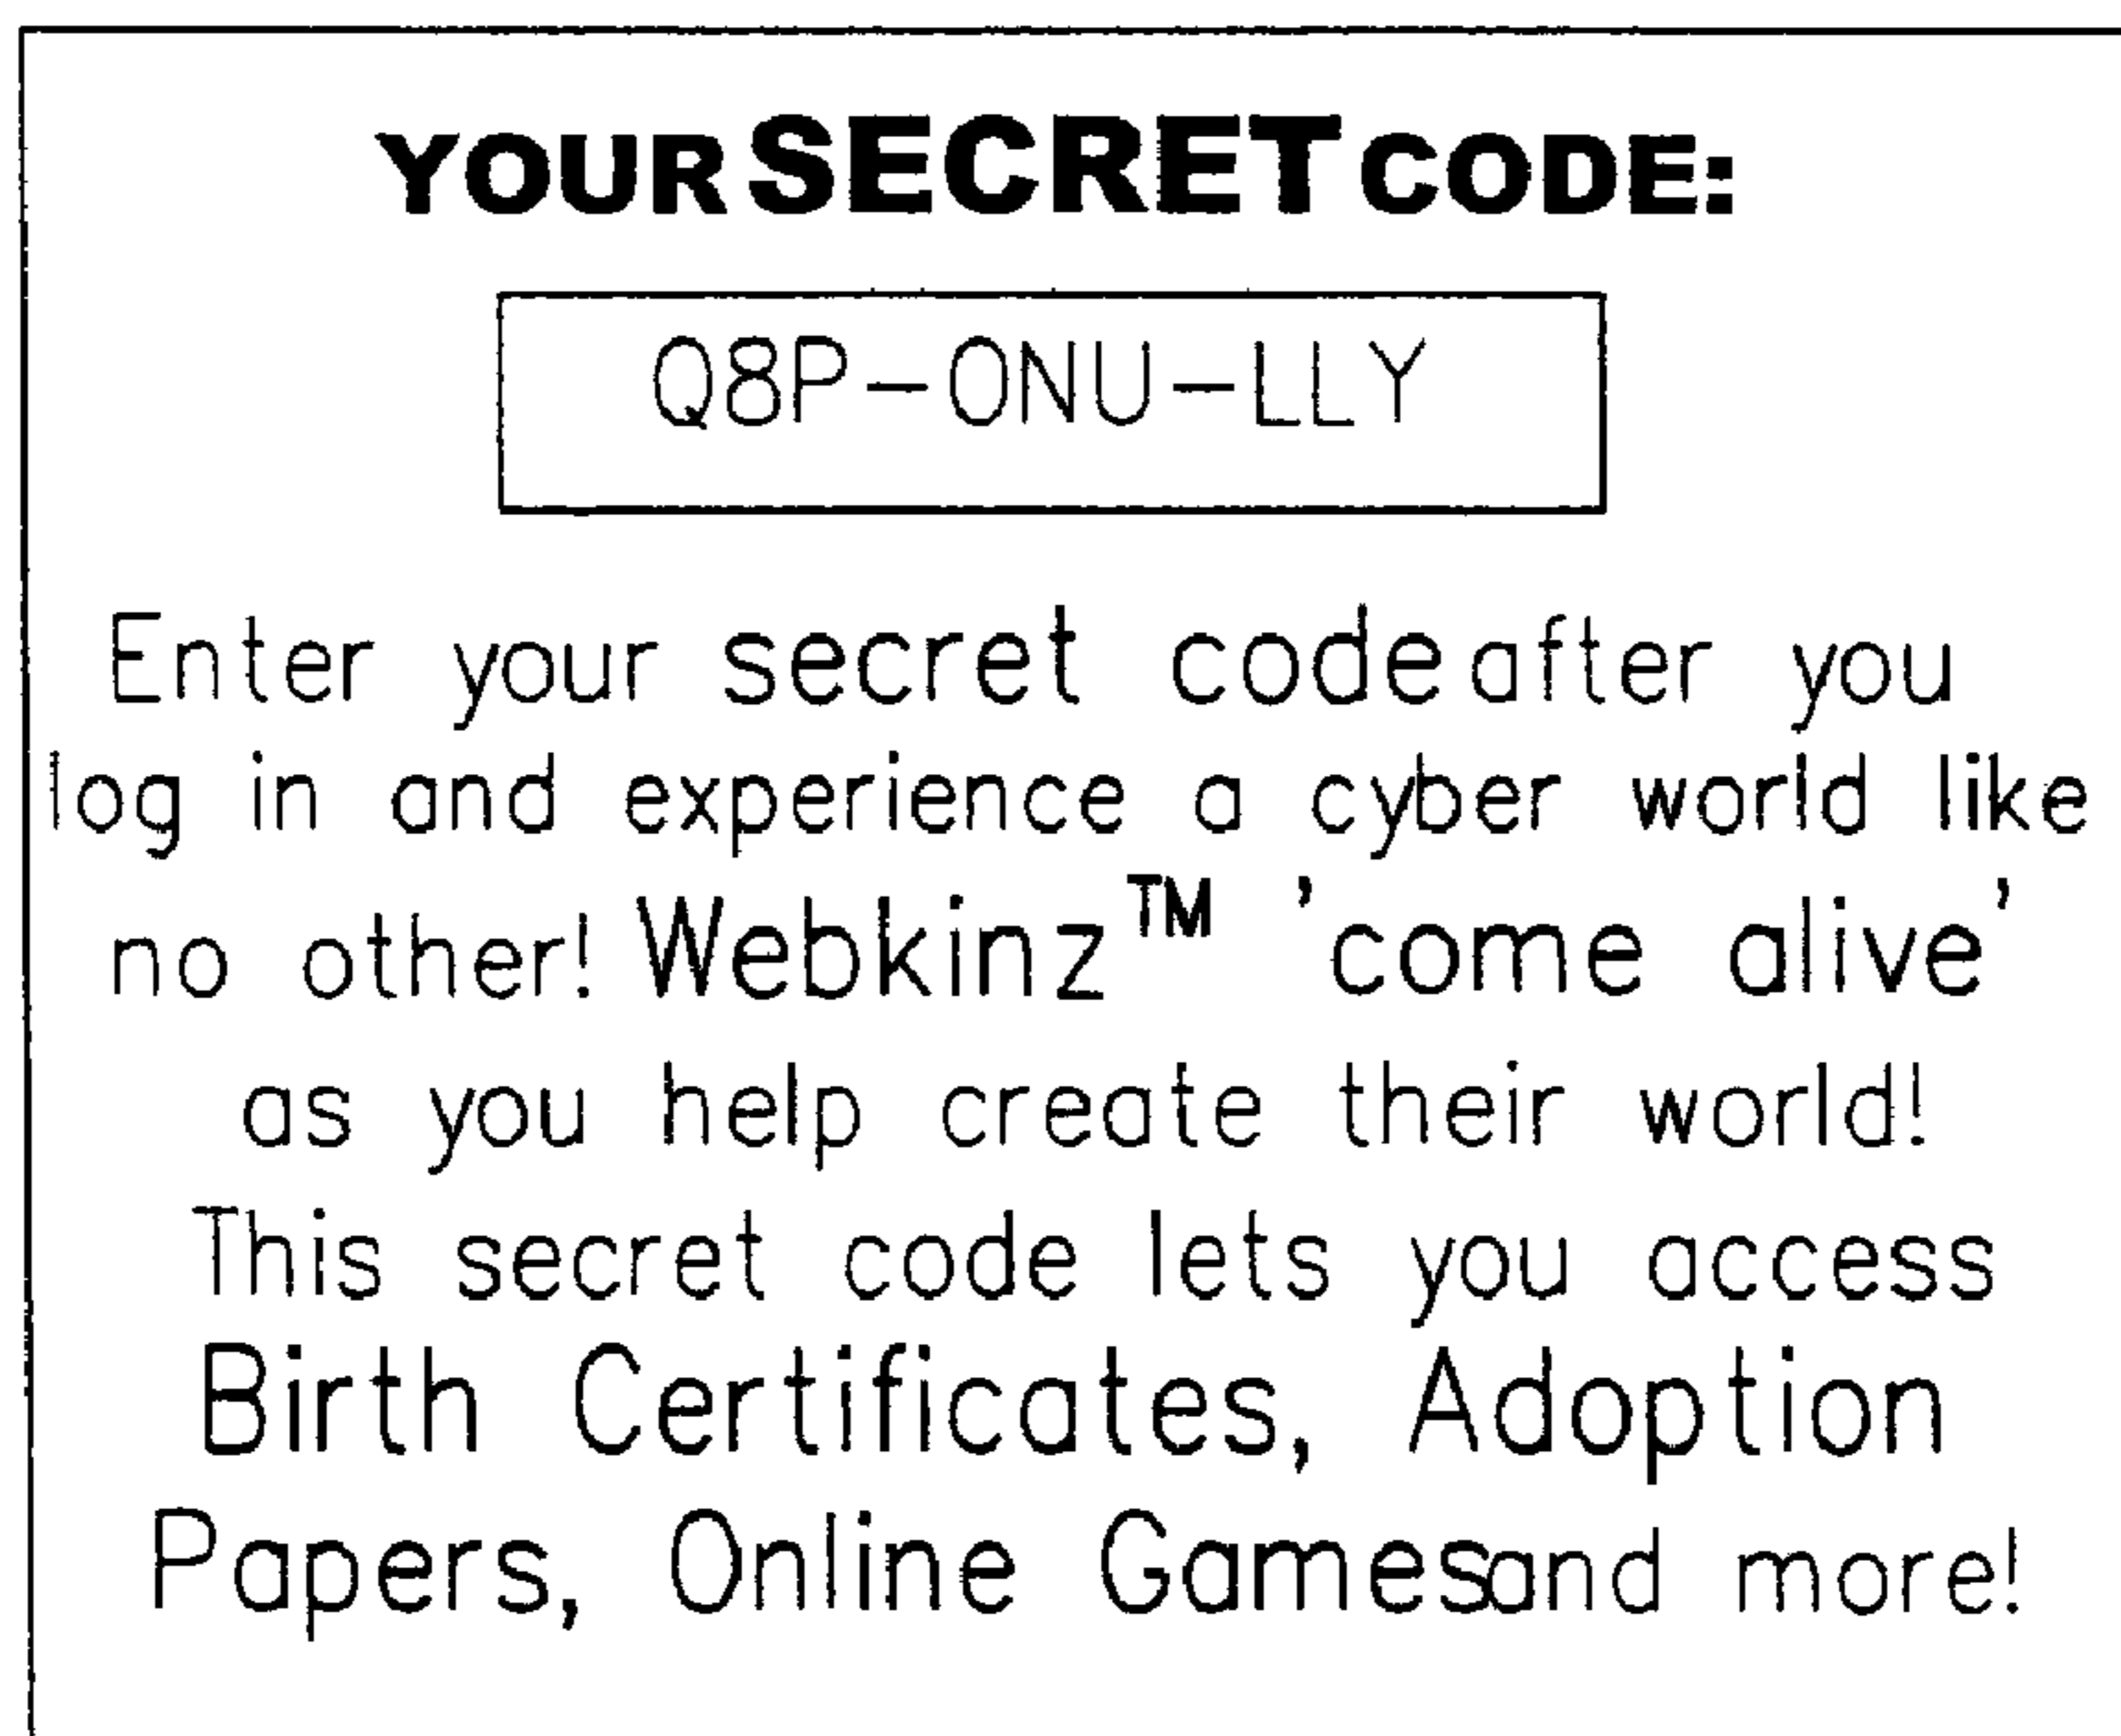 YOUR SECRET CODE:
Q8P-ONU-LLY
Enter your secret code after you
log in and experience a cyber world like
no other! Webkinz™ 'come alive'
as you help create their world!
This secret code lets you access
Birth Certificates, Adoption
Papers, Online Games and more!